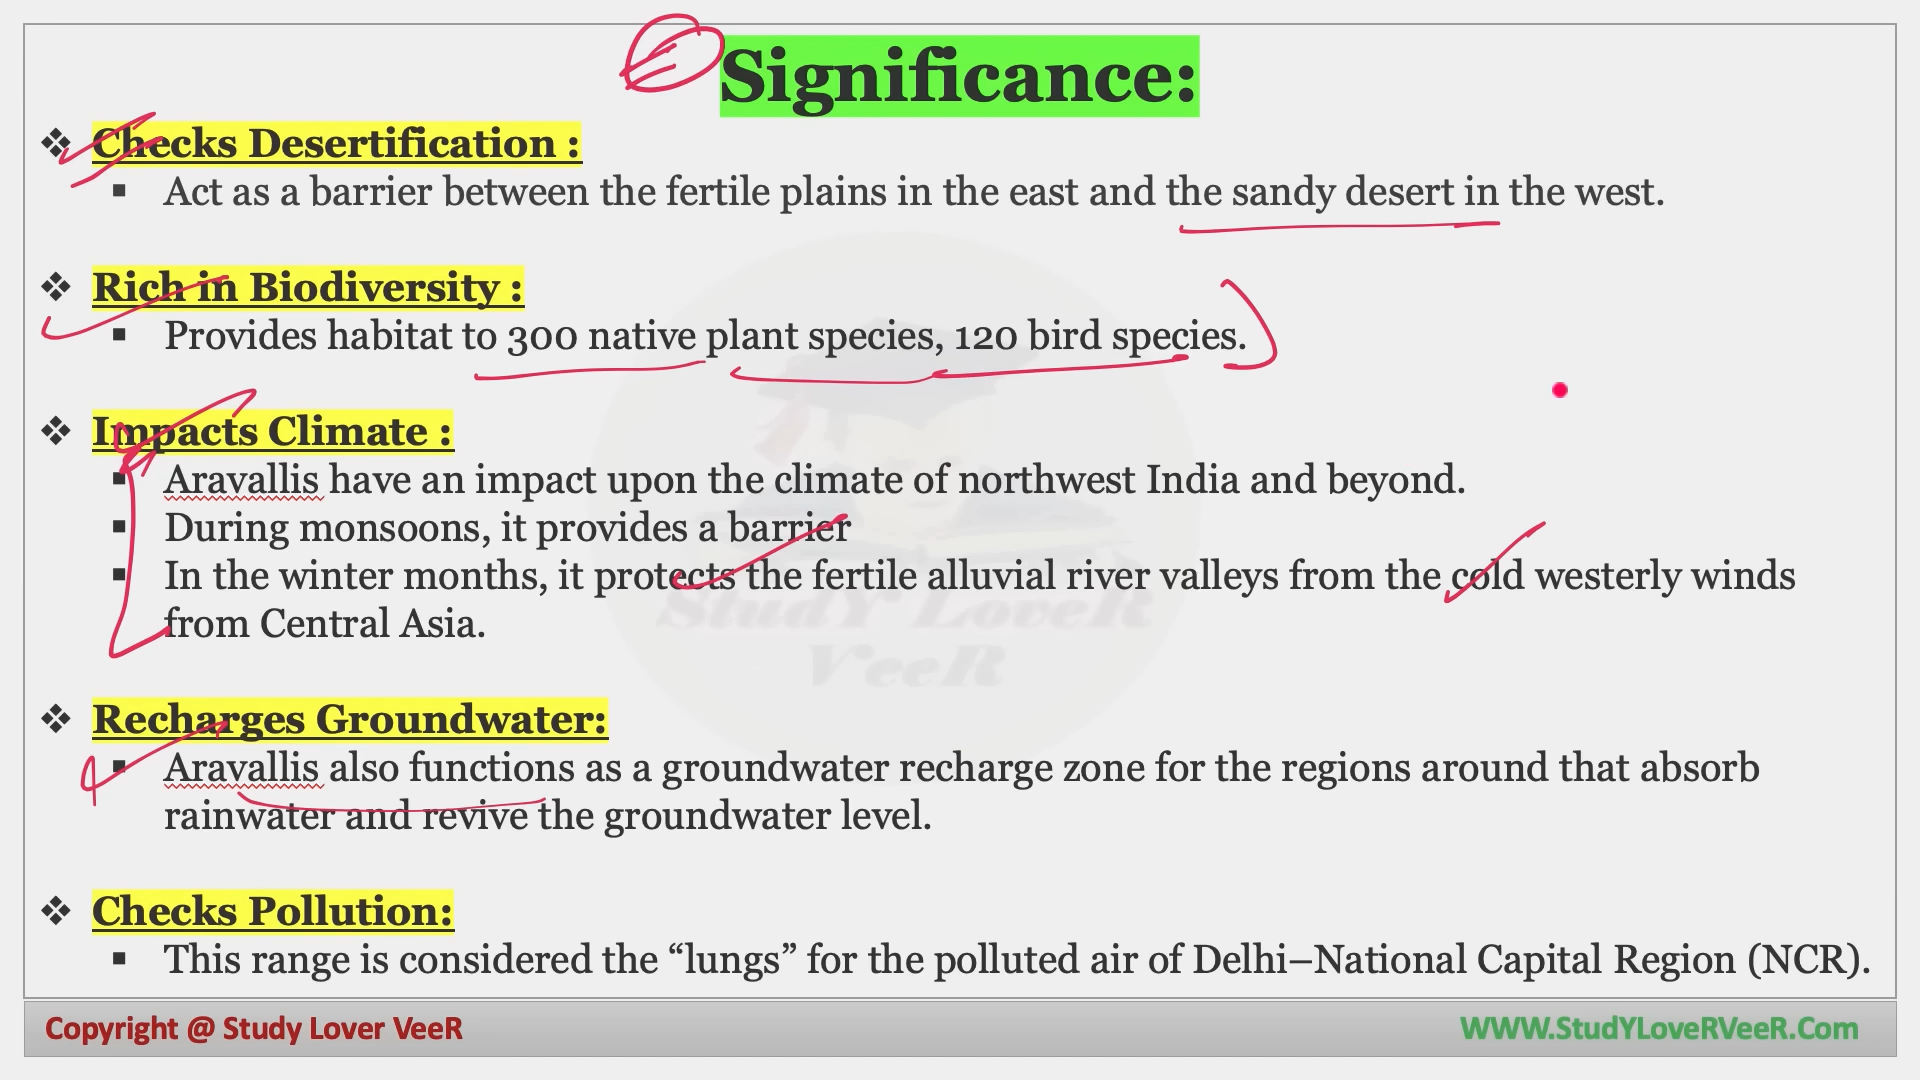 Significance:
❖ Checks Desertification :
▪ Act as a barrier between the fertile plains in the east and the sandy desert in the west.
❖ Rich in Biodiversity :
▪ Provides habitat to 300 native plant species, 120 bird species.
❖ Impacts Climate :
▪ Aravallis have an impact upon the climate of northwest India and beyond.
▪ During monsoons, it provides a barrier
▪ In the winter months, it protects the fertile alluvial river valleys from the cold westerly winds
from Central Asia.
StudY LoveR
VeeR
❖ Recharges Groundwater:
▪ Aravallis also functions as a groundwater recharge zone for the regions around that absorb
rainwater and revive the groundwater level.
❖ Checks Pollution:
▪ This range is considered the “lungs” for the polluted air of Delhi–National Capital Region (NCR).
Copyright @ Study Lover VeeR
WWW.StudYLoveRVeeR.Com